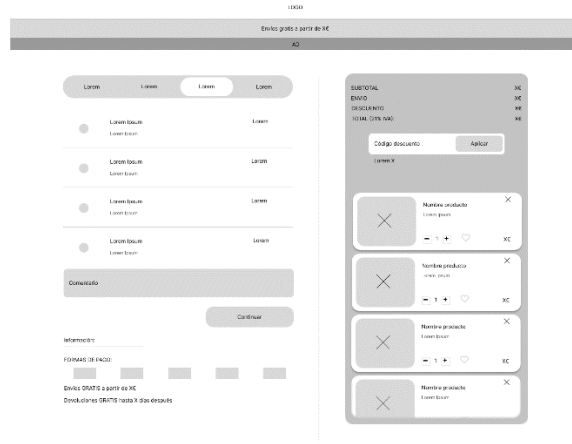 LOGO
Envíos gratis a partir de X€
AD
Lorem Lorem Lorem Lorem
Lorem Ipsum Lorem
Lorem Ipsum
Lorem Ipsum Lorem
Lorem Ipsum
Lorem Ipsum Lorem
Lorem Ipsum
Lorem Ipsum Lorem
Lorem Ipsum
Comentario
Continuar
Información:
FORMAS DE PAGO:
Envíos GRATIS a partir de X€
Devoluciones GRATIS hasta X días después
SUBTOTAL X€
ENVIO X€
DESCUENTO X€
TOTAL (21% IVA): X€
Código descuento Aplicar
Lorem X
Nombre producto
Lorem Ipsum
1
X€
Nombre producto
Lorem Ipsum
1
X€
Nombre producto
Lorem Ipsum
1
X€
Nombre producto
Lorem Ipsum